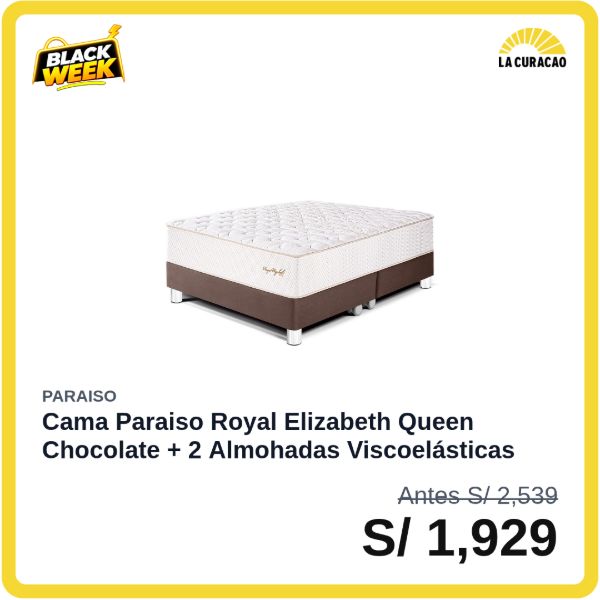 BLACK
WEEK
LA CURACAO
PARAISO
Cama Paraiso Royal Elizabeth Queen
Chocolate + 2 Almohadas Viscoelásticas
Antes S/ 2,539
S/ 1,929